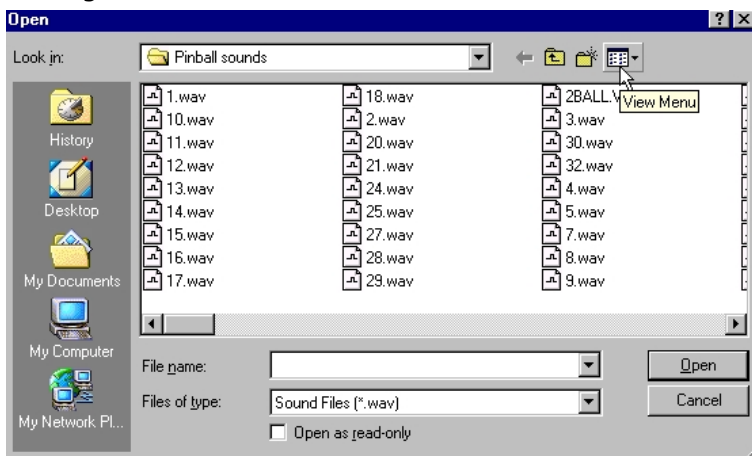 Open
Look in:
Pinball sounds
View Menu
History
Desktop
My Documents
My Computer
My Network Pl...
1.wav
10.wav
11.wav
12.wav
13.wav
14.wav
15.wav
16.wav
17.wav
18.wav
2.wav
20.wav
21.wav
24.wav
25.wav
27.wav
28.wav
29.wav
2BALL.
3.wav
30.wav
32.wav
4.wav
5.wav
7.wav
8.wav
9.wav
File name:
Open
Files of type:
Sound Files (*.wav)
Cancel
Open as read-only